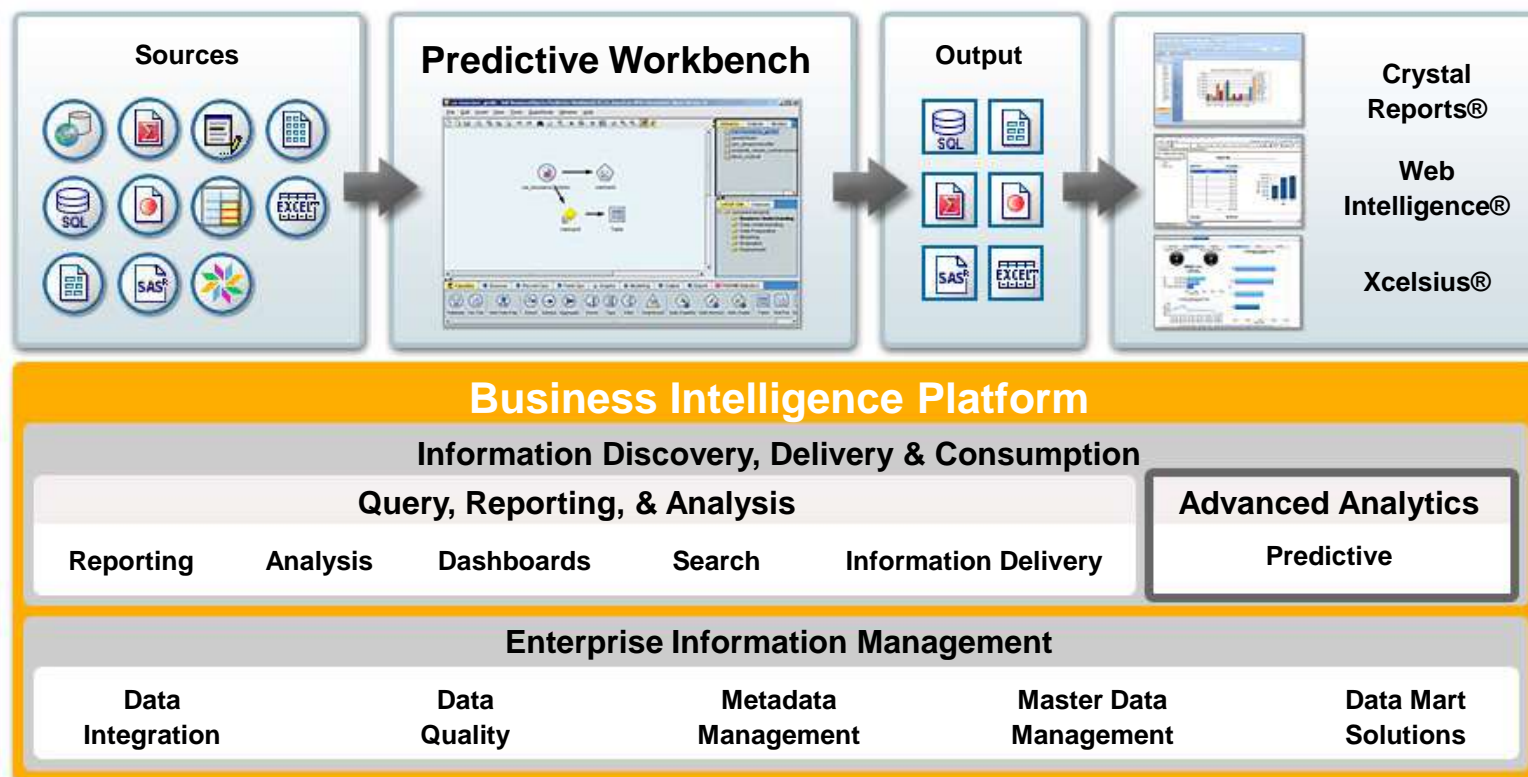 Sources
SQL
EXCEL
SAS
Predictive Workbench
Table
Output
SQL
SAS
EXCEL
Crystal
Reports®
Web
Intelligence®
Xcelsius®
Business Intelligence Platform
Information Discovery, Delivery & Consumption
Query, Reporting, & Analysis
Reporting
Analysis
Dashboards
Search
Information Delivery
Advanced Analytics
Predictive
Enterprise Information Management
Data
Integration
Data
Quality
Metadata
Management
Master Data
Management
Data Mart
Solutions